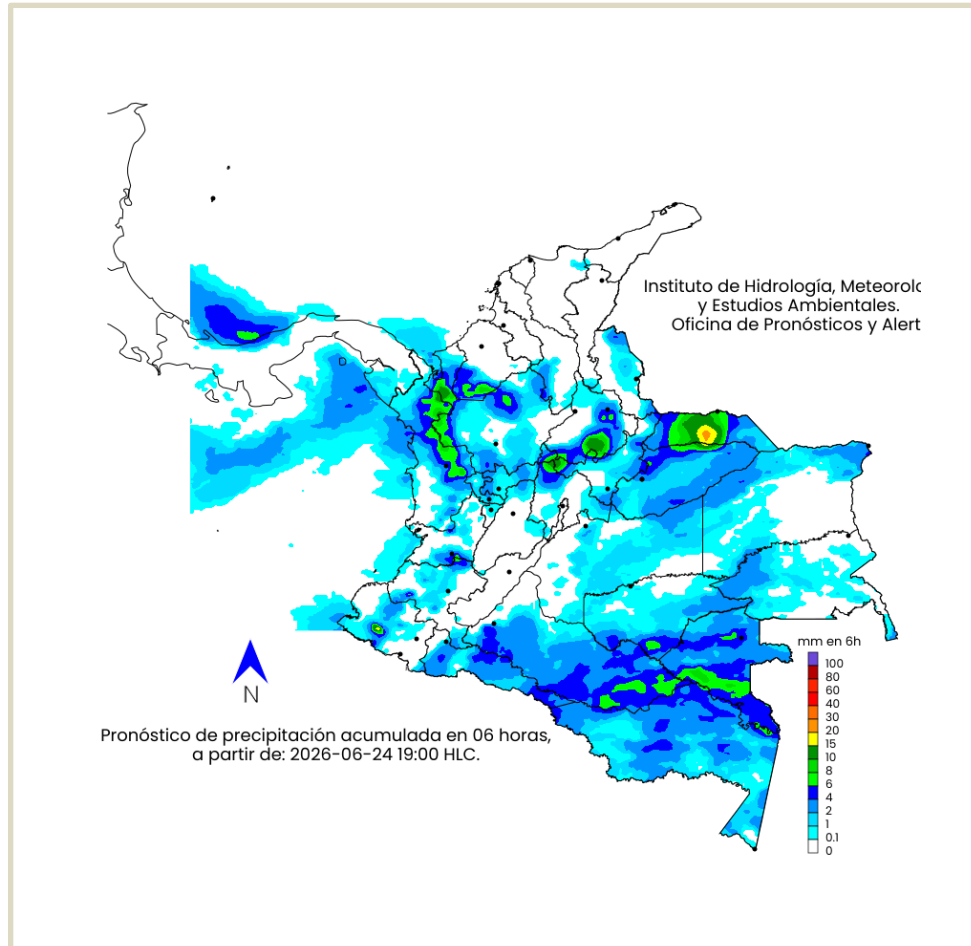 Instituto de Hidrología, Meteorolo
y Estudios Ambientales.
Oficina de Pronósticos y Alert
mm en 6h
100
80
60
40
30
20
15
10
8
6
4
2
1
0.1
0
N
Pronóstico de precipitación acumulada en 06 horas,
a partir de: 2026-06-24 19:00 HLC.